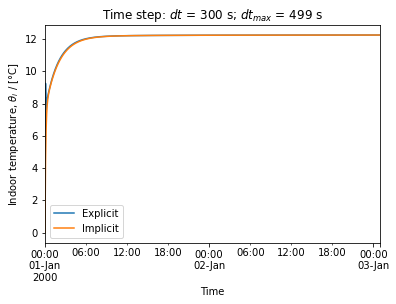 Time step: dt = 300 s; dt_max = 499 s
Indoor temperature, θ_i / [°C]
12
10
8
6
4
2
0
Explicit
Implicit
00:00 06:00 12:00 18:00 00:00 06:00 12:00 18:00 00:00
01-Jan 02-Jan 03-Jan
2000
Time